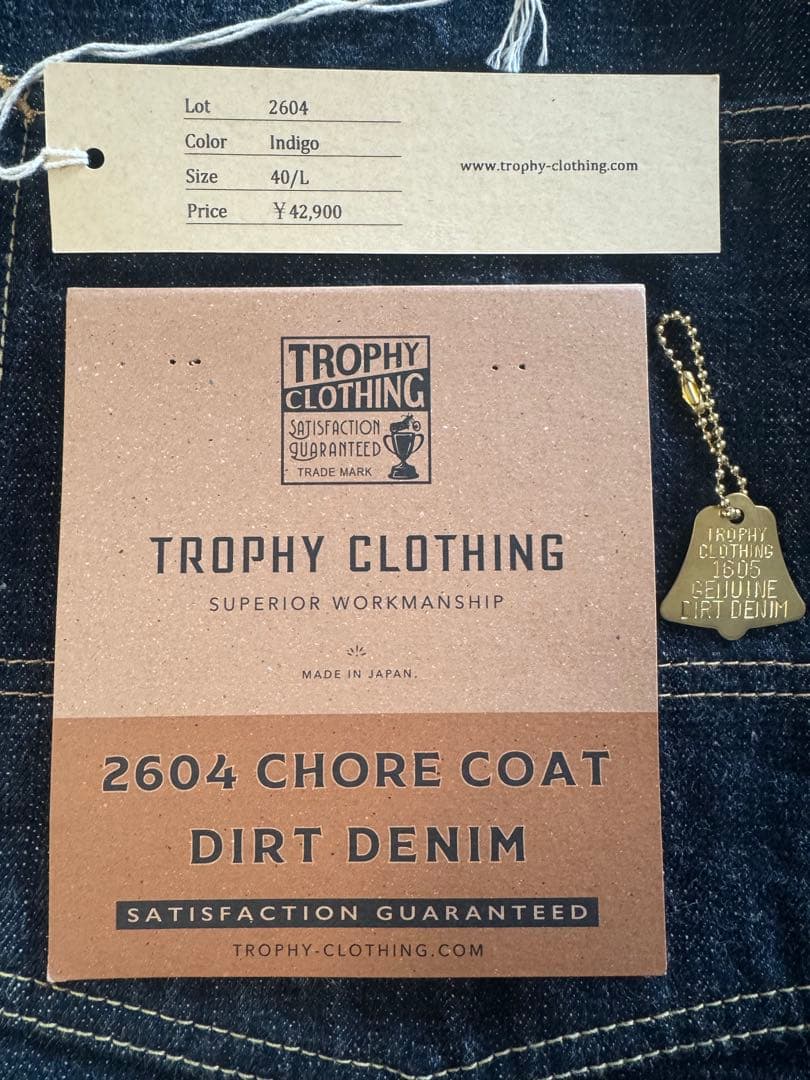 Lot 2604
Color Indigo
Size 40/L
Price ¥42,900
www.trophy-clothing.com
TROPHY
CLOTHING
SATISFACTION
GUARANTEED
TRADE MARK
TROPHY CLOTHING
SUPERIOR WORKMANSHIP
MADE IN JAPAN.
2604 CHORE COAT
DIRT DENIM
SATISFACTION GUARANTEED
TROPHY-CLOTHING.COM
TROPHY
CLOTHING
1605
GENUINE
DIRT DENIM